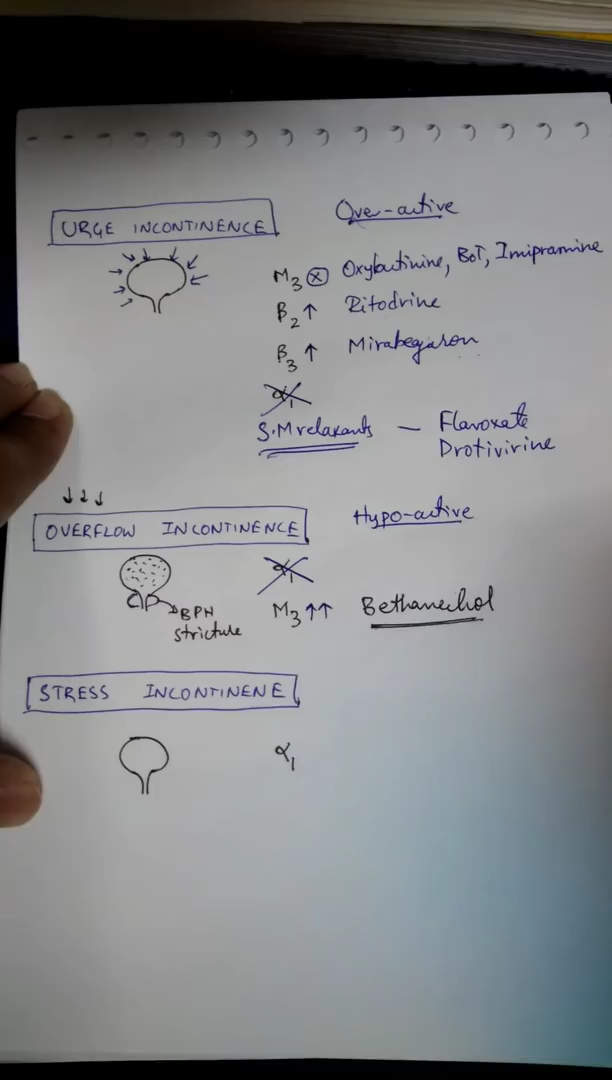 URGE INCONTINENCE
Over-active
M3 ⊗ Oxybutinine, BoT, Imipramine
β2 ↑ Ritodrine
β3 ↑ Mirabegaron
α1
S.M relaxants — Flavoxate
Drotivirine
↓↓↓
OVERFLOW INCONTINENCE
Hypo-active
α1
BPH
stricture
M3 ↑↑ Bethanechol
STRESS INCONTINENE
α1